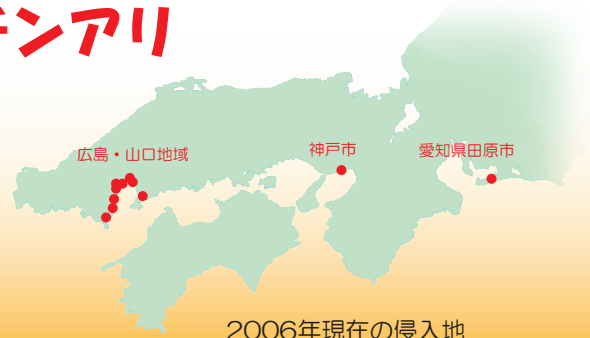 チンアリ
広島・山口地域
神戸市
愛知県田原市
2006年現在の侵入地